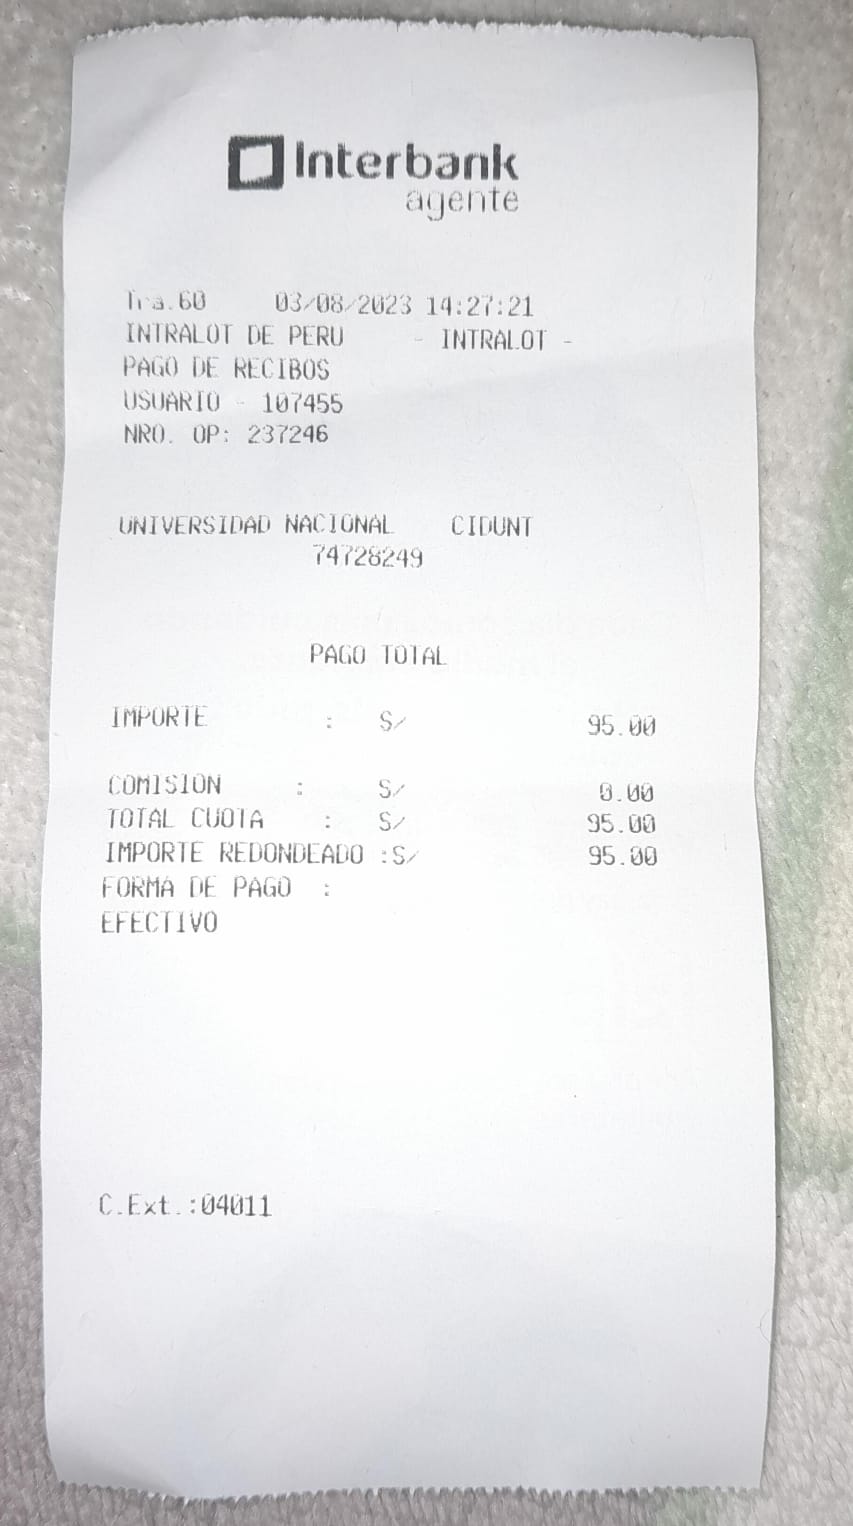 Interbank
agente
Tra.60 03/08/2023 14:27:21
INTRALOT DE PERU - INTRALOT -
PAGO DE RECIBOS
USUARIO - 107455
NRO. OP: 237246
UNIVERSIDAD NACIONAL CIDUNT
74728249
PAGO TOTAL
IMPORTE : S/ 95.00
COMISION : S/ 0.00
TOTAL CUOTA : S/ 95.00
IMPORTE REDONDEADO :S/ 95.00
FORMA DE PAGO :
EFECTIVO
C.Ext.:04011